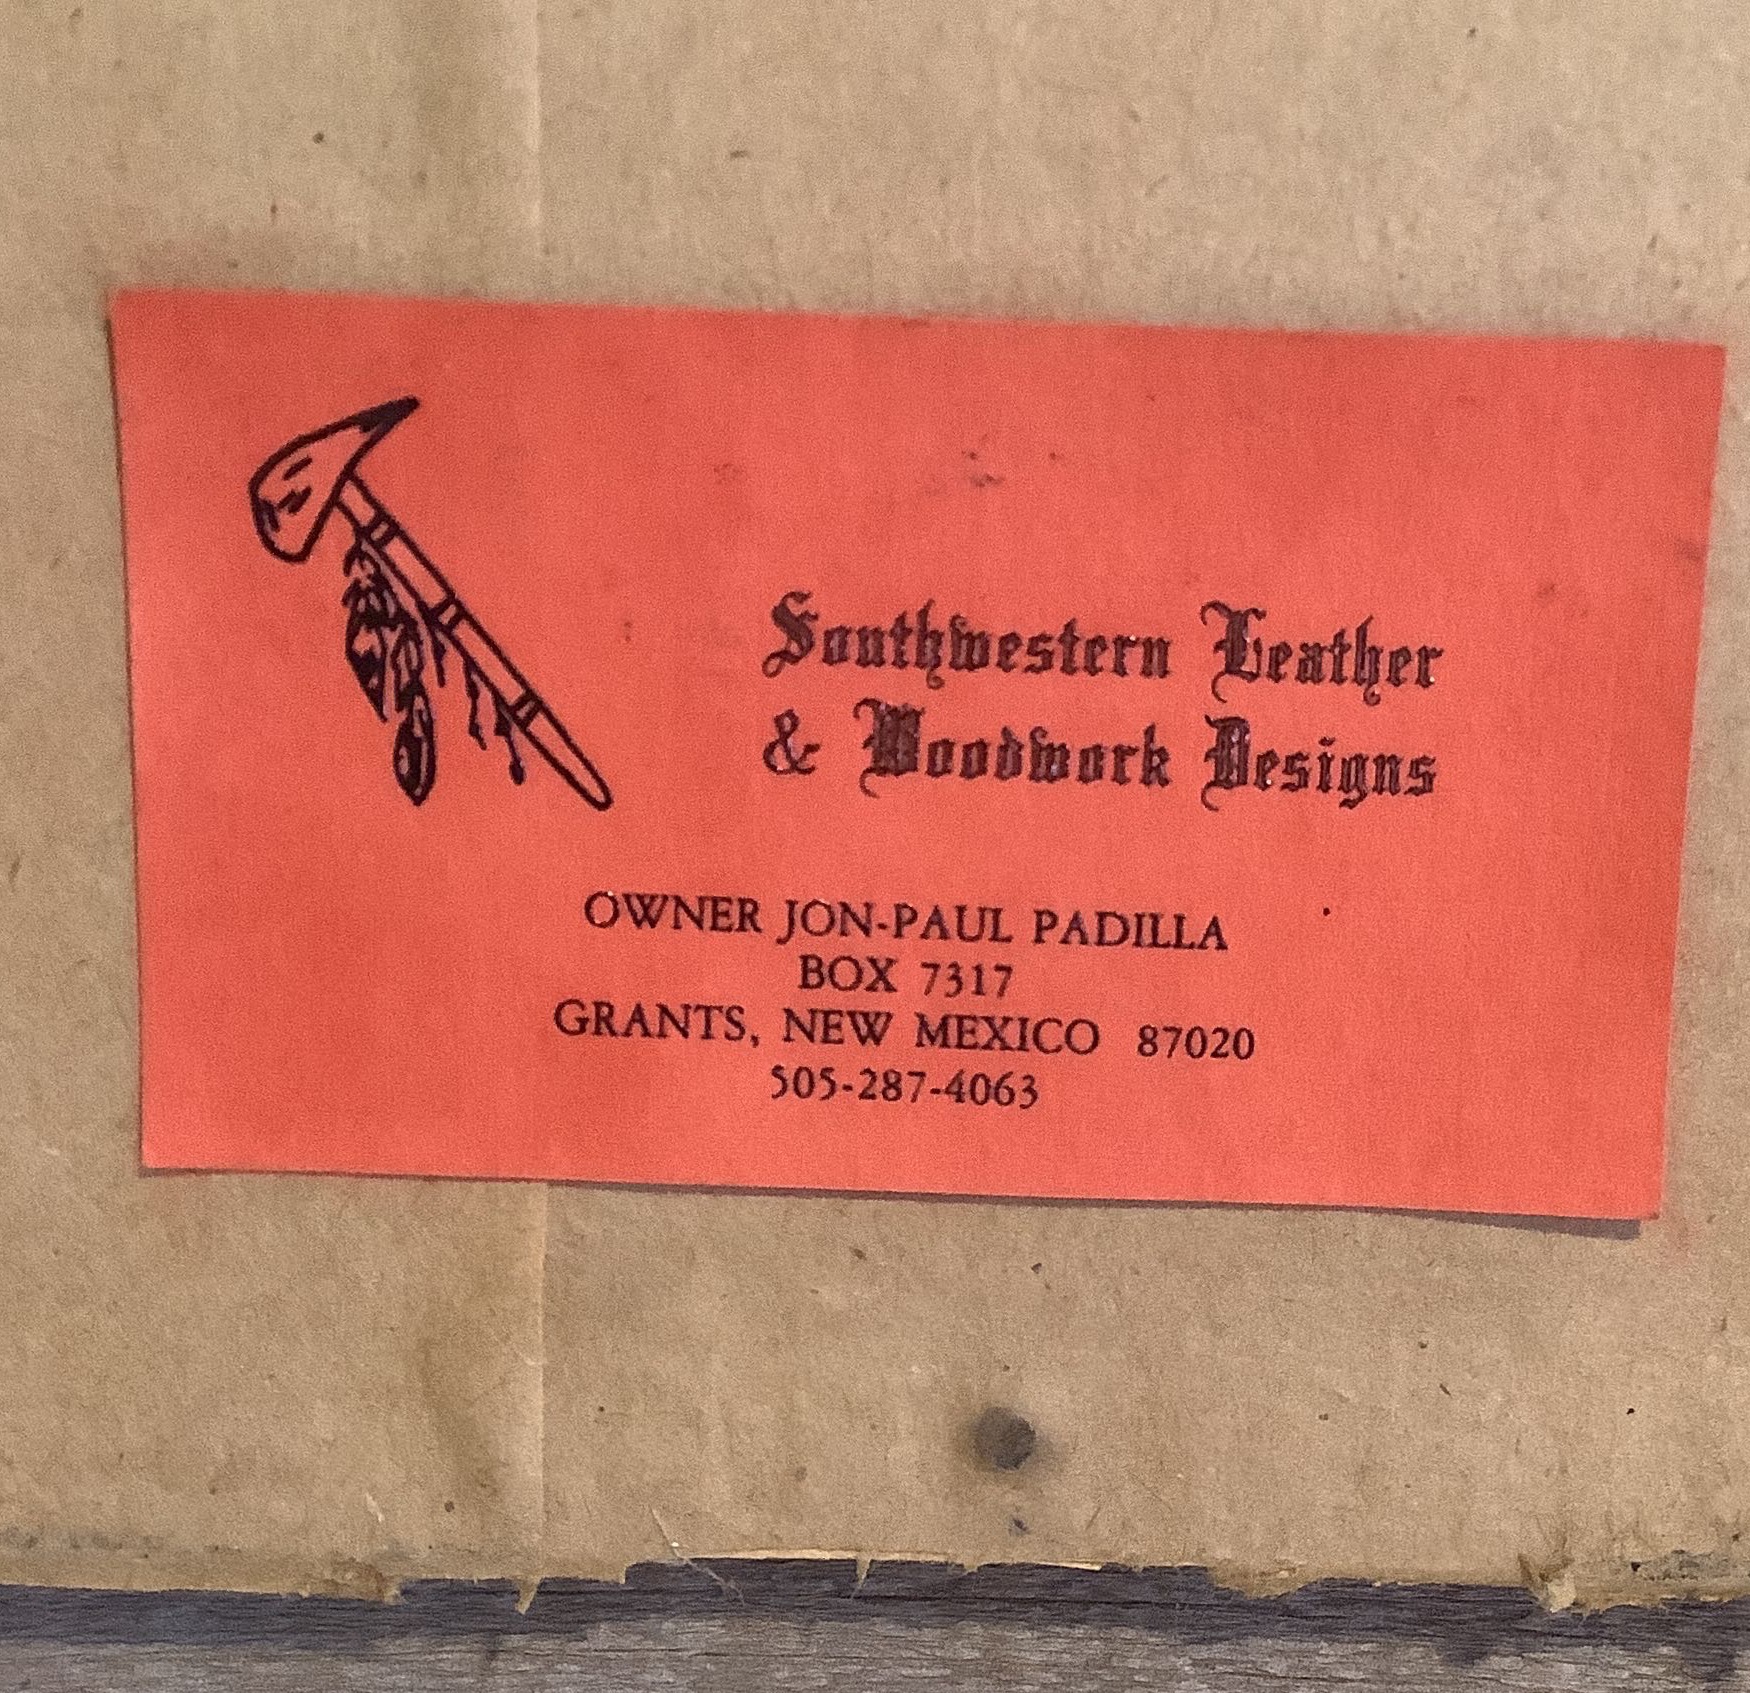 Southwestern Leather
& Woodwork Designs
OWNER JON-PAUL PADILLA
BOX 7317
GRANTS, NEW MEXICO 87020
505-287-4063